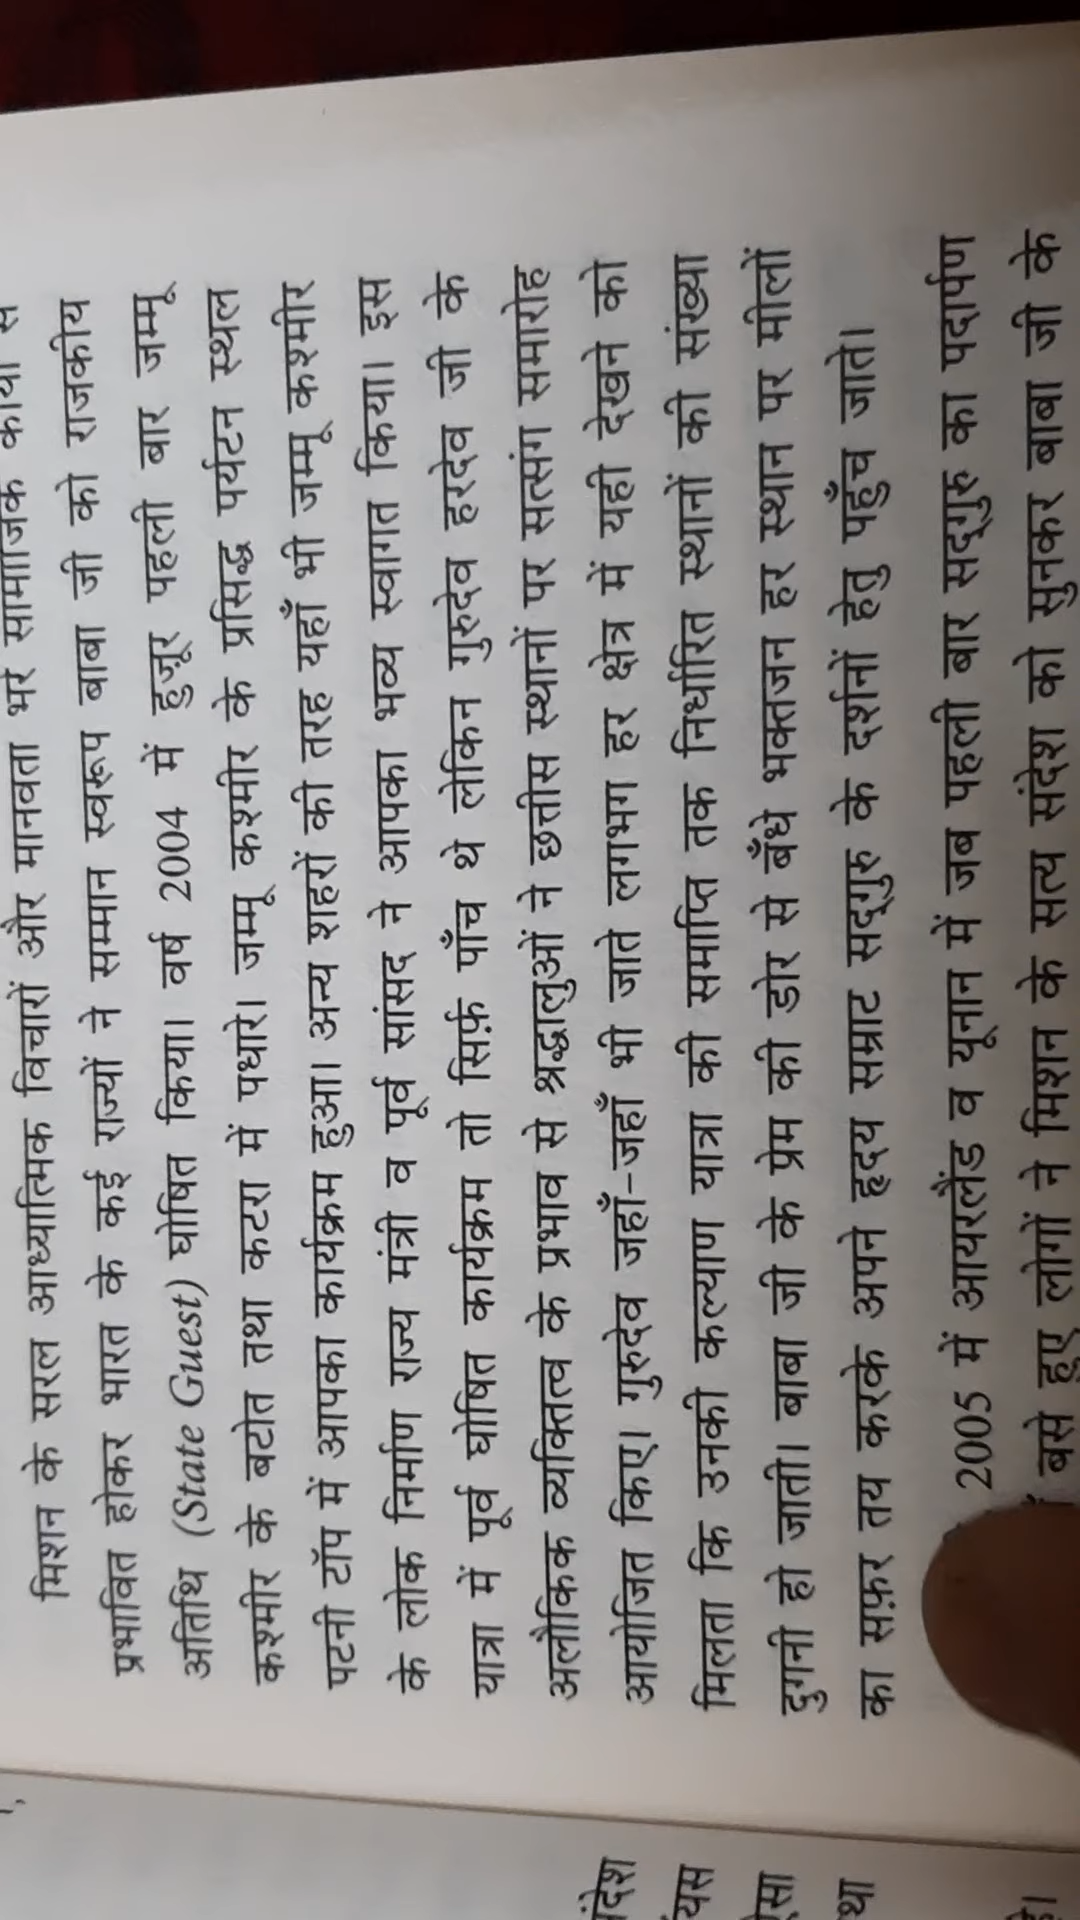 मिशन के सरल आध्यात्मिक विचारों और मानवता भरे सामाजिक कार्यों से
प्रभावित होकर भारत के कई राज्यों ने सम्मान स्वरूप बाबा जी को राजकीय
अतिथि (State Guest) घोषित किया। वर्ष 2004 में हुज़ूर पहली बार जम्मू
कश्मीर के बटोत तथा कटरा में पधारे। जम्मू कश्मीर के प्रसिद्ध पर्यटन स्थल
पटनी टॉप में आपका कार्यक्रम हुआ। अन्य शहरों की तरह यहाँ भी जम्मू कश्मीर
के लोक निर्माण राज्य मंत्री व पूर्व सांसद ने आपका भव्य स्वागत किया। इस
यात्रा में पूर्व घोषित कार्यक्रम तो सिर्फ़ पाँच थे लेकिन गुरुदेव हरदेव जी के
अलौकिक व्यक्तित्व के प्रभाव से श्रद्धालुओं ने छत्तीस स्थानों पर सत्संग समारोह
आयोजित किए। गुरुदेव जहाँ-जहाँ भी जाते लगभग हर क्षेत्र में यही देखने को
मिलता कि उनकी कल्याण यात्रा की समाप्ति तक निर्धारित स्थानों की संख्या
दुगनी हो जाती। बाबा जी के प्रेम की डोर से बँधे भक्तजन हर स्थान पर मीलों
का सफ़र तय करके अपने हृदय सम्राट सद्गुरु के दर्शनों हेतु पहुँच जाते।
2005 में आयरलैंड व यूनान में जब पहली बार सद्गुरु का पदार्पण
बसे हुए लोगों ने मिशन के सत्य संदेश को सुनकर बाबा जी के